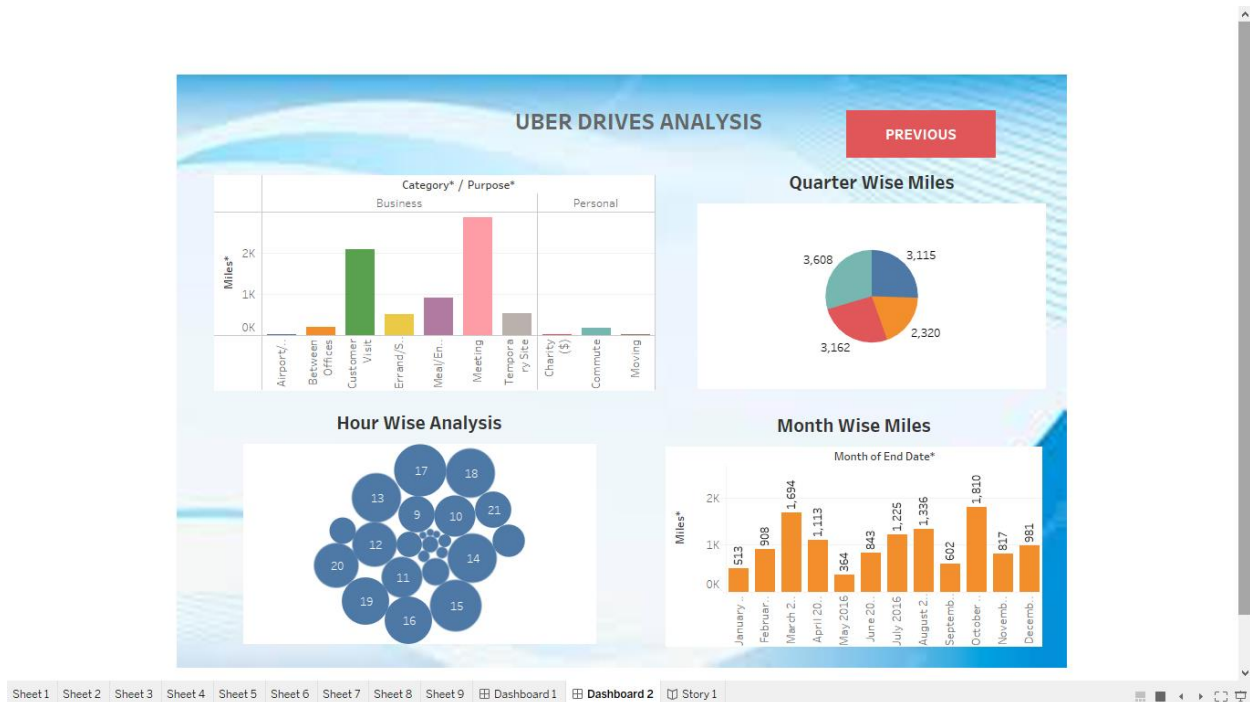 UBER DRIVES ANALYSIS
PREVIOUS
Category* / Purpose*
Business
Personal
Miles*
2K
1K
0K
Airport/..
Between
Offices
Customer
Visit
Errand/S..
Meal/En..
Meeting
Tempora
ry Site
Charity
($)
Commute
Moving
Quarter Wise Miles
3,608
3,115
3,162
2,320
Hour Wise Analysis
17
18
13
9
10
21
12
14
20
11
19
15
16
Month Wise Miles
Month of End Date*
Miles*
2K
1K
0K
513
908
1,694
1,113
364
843
1,225
1,336
602
1,810
817
981
January ..
Februar..
March 2..
April 20..
May 2016
June 20..
July 2016
August 2..
Septemb..
October ..
Novemb..
Decemb..
Sheet 1 Sheet 2 Sheet 3 Sheet 4 Sheet 5 Sheet 6 Sheet 7 Sheet 8 Sheet 9 Dashboard 1 Dashboard 2 Story 1